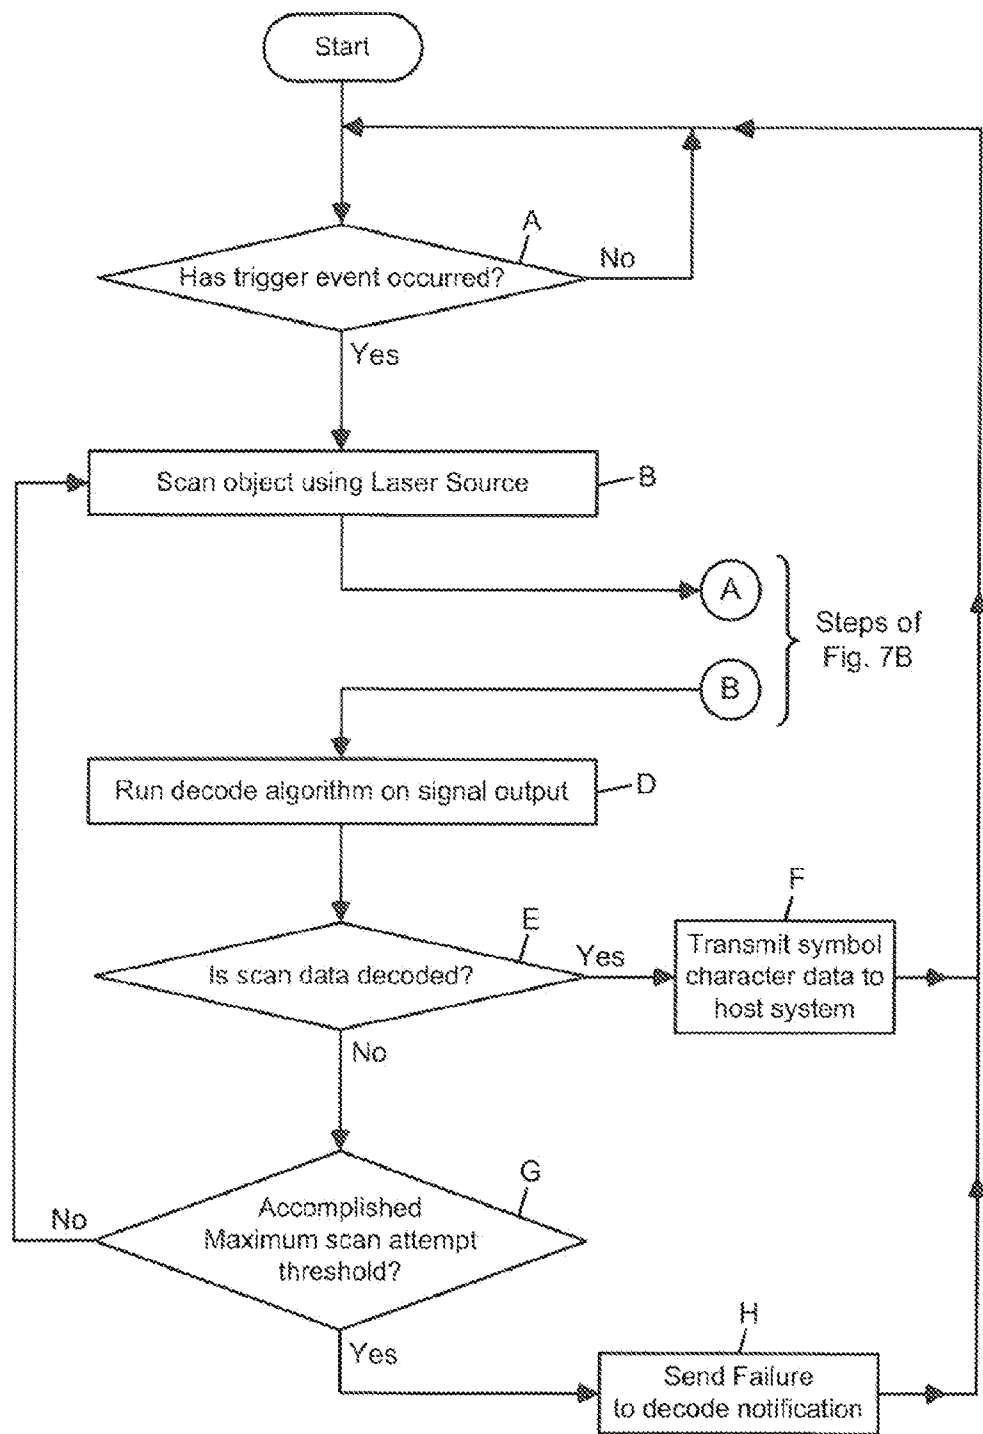 Start
A
Has trigger event occurred?
No
Yes
Scan object using Laser Source
B
A
Steps of
Fig. 7B
B
Run decode algorithm on signal output
D
F
E
Is scan data decoded?
Yes
Transmit symbol
character data to
host system
No
G
Accomplished
Maximum scan attempt
threshold?
No
Yes
H
Send Failure
to decode notification